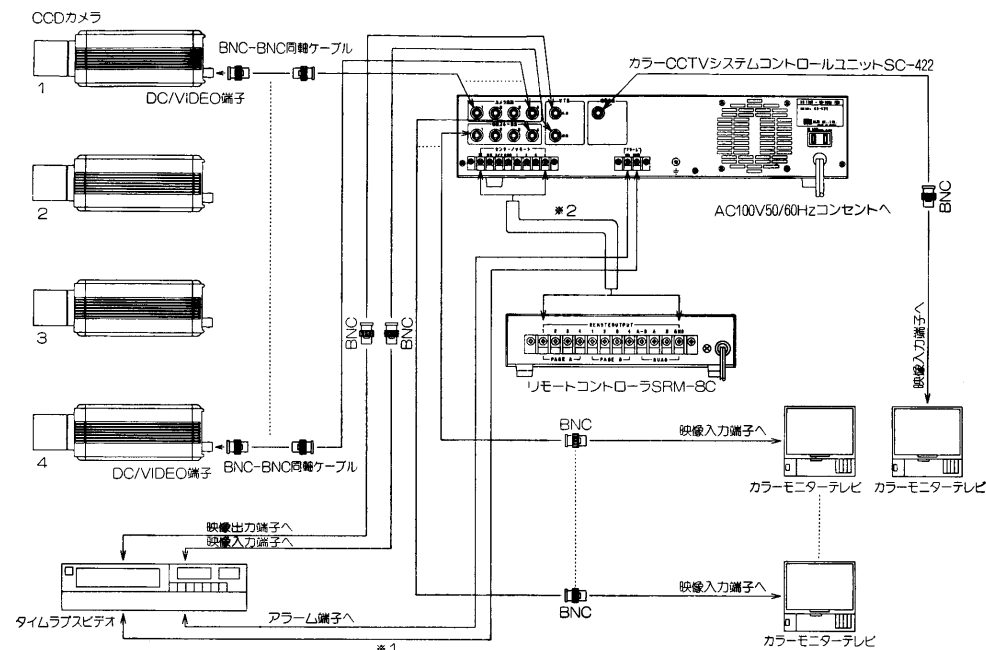 CCDカメラ
BNC-BNC同軸ケーブル
カラーCCTVシステムコントロールユニットSC-422
1
DC/ViDEO端子
2
3
4
BNC
AC100V50/60Hzコンセントへ
※2
映像入力端子へ
BNC
BNC
REMOTE OUTPUT
PAGE A
PAGE B
QUAD
GND
リモートコントローラSRM-8C
BNC
映像入力端子へ
カラーモニターテレビ
カラーモニターテレビ
DC/VIDEO端子
BNC-BNC同軸ケーブル
映像出力端子へ
映像入力端子へ
BNC
映像入力端子へ
タイムラプスビデオ
アラーム端子へ
カラーモニターテレビ
※1